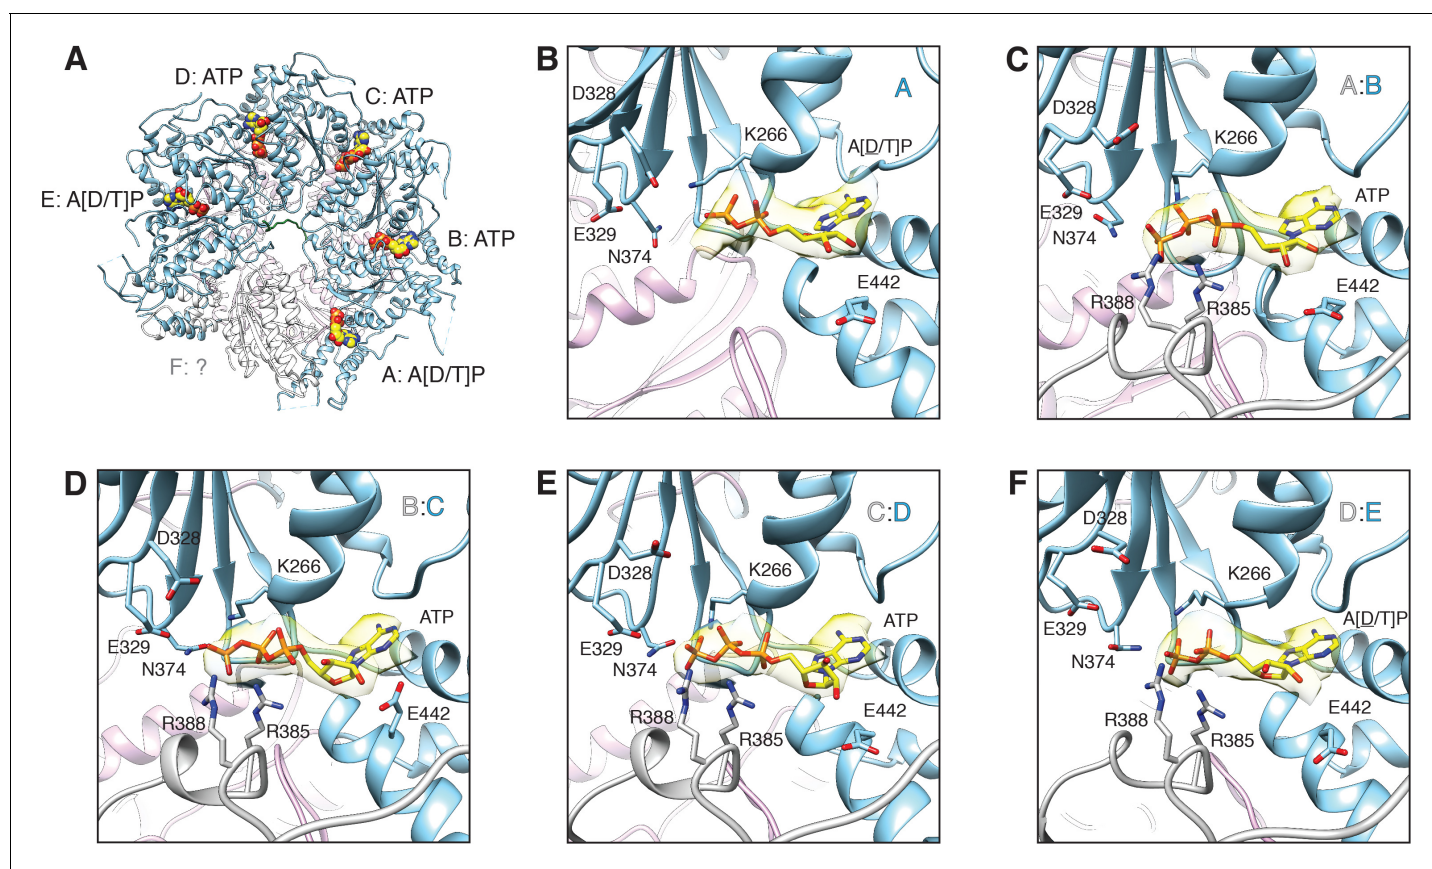 A
D: ATP
C: ATP
E: A[D/T]P
B: ATP
F: ?
A: A[D/T]P
B
A
D328
K266
A[D/T]P
E329
N374
E442
C
A:B
D328
K266
ATP
E329
N374
E442
R388
R385
D
B:C
D328
K266
ATP
E329
N374
E442
R388
R385
E
C:D
D328
K266
ATP
E329
N374
E442
R388
R385
F
D:E
D328
K266
A[D/T]P
E329
N374
E442
R388
R385